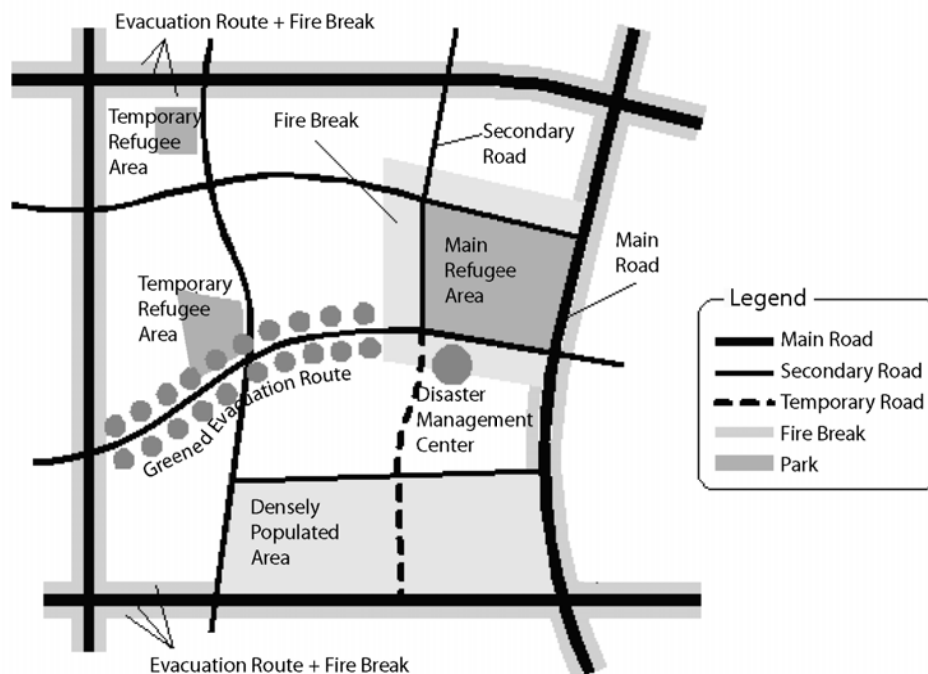 Evacuation Route + Fire Break
Temporary
Refugee
Area
Fire Break
Secondary
Road
Main
Refugee
Area
Main
Road
Temporary
Refugee
Area
Legend
Main Road
Secondary Road
Temporary Road
Fire Break
Park
Greened Evacuation Route
Disaster
Management
Center
Densely
Populated
Area
Evacuation Route + Fire Break